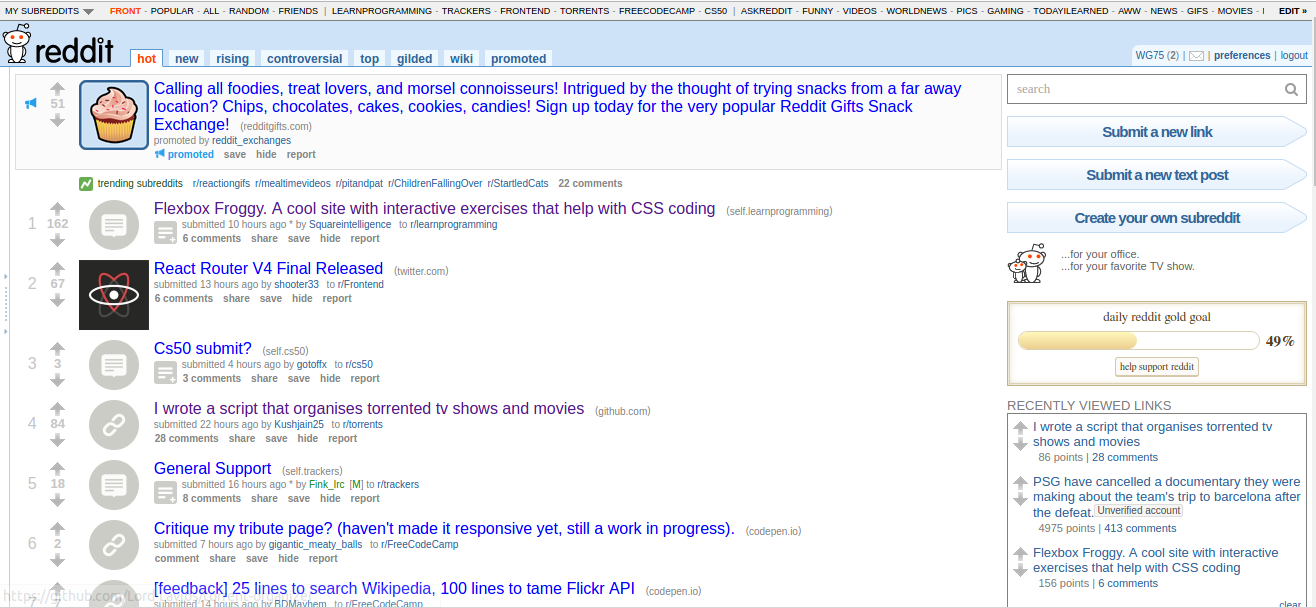 MY SUBREDDITS FRONT - POPULAR - ALL - RANDOM - FRIENDS | LEARNPROGRAMMING - TRACKERS - FRONTEND - TORRENTS - FREECODECAMP - CS50 | ASKREDDIT - FUNNY - VIDEOS - WORLDNEWS - PICS - GAMING - TODAYILEARNED - AWW - NEWS - GIFS - MOVIES - EDIT »
reddit hot new rising controversial top gilded wiki promoted
WG75 (2) | preferences | logout
51
Calling all foodies, treat lovers, and morsel connoisseurs! Intrigued by the thought of trying snacks from a far away
location? Chips, chocolates, cakes, cookies, candies! Sign up today for the very popular Reddit Gifts Snack
Exchange! (redditgifts.com)
promoted by reddit_exchanges
promoted save hide report
trending subreddits r/reactiongifs r/mealtimevideos r/pitandpat r/ChildrenFallingOver r/StartledCats 22 comments
1 162
Flexbox Froggy. A cool site with interactive exercises that help with CSS coding (self.learnprogramming)
submitted 10 hours ago * by Squareintelligence to r/learnprogramming
6 comments share save hide report
2 67
React Router V4 Final Released (twitter.com)
submitted 13 hours ago by shooter33 to r/Frontend
6 comments share save hide report
3 3
Cs50 submit? (self.cs50)
submitted 4 hours ago by gotoffx to r/cs50
3 comments share save hide report
4 84
I wrote a script that organises torrented tv shows and movies (github.com)
submitted 22 hours ago by Kushjain25 to r/torrents
28 comments share save hide report
5 18
General Support (self.trackers)
submitted 16 hours ago * by Fink_Irc [M] to r/trackers
8 comments share save hide report
6 2
Critique my tribute page? (haven't made it responsive yet, still a work in progress). (codepen.io)
submitted 7 hours ago by gigantic_meaty_balls to r/FreeCodeCamp
comment share save hide report
7
[feedback] 25 lines to search Wikipedia, 100 lines to tame Flickr API (codepen.io)
submitted 14 hours ago by BDMayhem to r/FreeCodeCamp
search
Submit a new link
Submit a new text post
Create your own subreddit
...for your office.
...for your favorite TV show.
daily reddit gold goal
49%
help support reddit
RECENTLY VIEWED LINKS
I wrote a script that organises torrented tv
shows and movies
86 points | 28 comments
PSG have cancelled a documentary they were
making about the team's trip to barcelona after
the defeat. Unverified account
4975 points | 413 comments
Flexbox Froggy. A cool site with interactive
exercises that help with CSS coding
156 points | 6 comments
clear